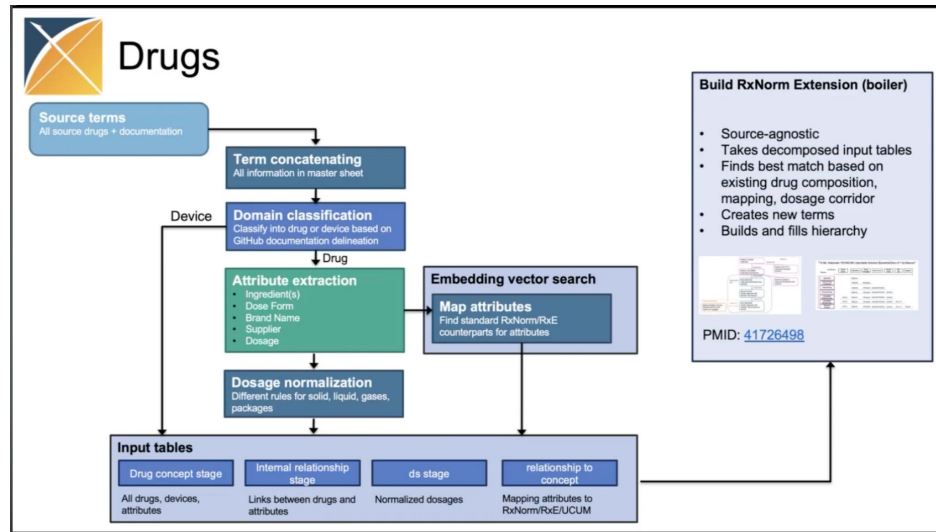 Drugs
Source terms
All source drugs + documentation
Term concatenating
All information in master sheet
Device
Domain classification
Classify into drug or device based on
GitHub documentation delineation
Drug
Attribute extraction
• Ingredient(s)
• Dose Form
• Brand Name
• Supplier
• Dosage
Embedding vector search
Map attributes
Find standard RxNorm/RxE
counterparts for attributes
Dosage normalization
Different rules for solid, liquid, gases,
packages
Input tables
Drug concept stage
All drugs, devices,
attributes
Internal relationship
stage
Links between drugs and
attributes
ds stage
Normalized dosages
relationship to
concept
Mapping attributes to
RxNorm/RxE/UCUM
Build RxNorm Extension (boiler)
• Source-agnostic
• Takes decomposed input tables
• Finds best match based on
existing drug composition,
mapping, dosage corridor
• Creates new terms
• Builds and fills hierarchy
PMID: 41726498